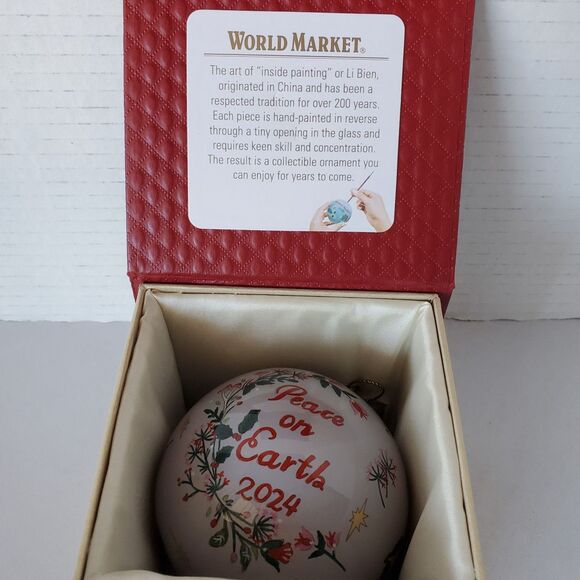 WORLD MARKET®
The art of "inside painting" or Li Bien,
originated in China and has been a
respected tradition for over 200 years.
Each piece is hand-painted in reverse
through a tiny opening in the glass and
requires keen skill and concentration.
The result is a collectible ornament you
can enjoy for years to come.
Peace
on
Earth
2024